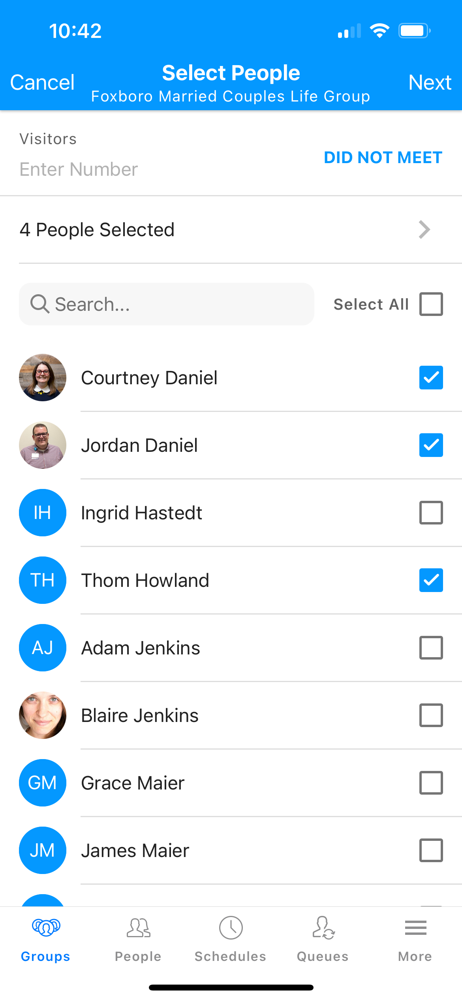 10:42
Cancel
Select People
Next
Foxboro Married Couples Life Group
Visitors
Enter Number
DID NOT MEET
4 People Selected
Search...
Select All
Courtney Daniel
Jordan Daniel
IH
Ingrid Hastedt
TH
Thom Howland
AJ
Adam Jenkins
Blaire Jenkins
GM
Grace Maier
JM
James Maier
Groups
People
Schedules
Queues
More